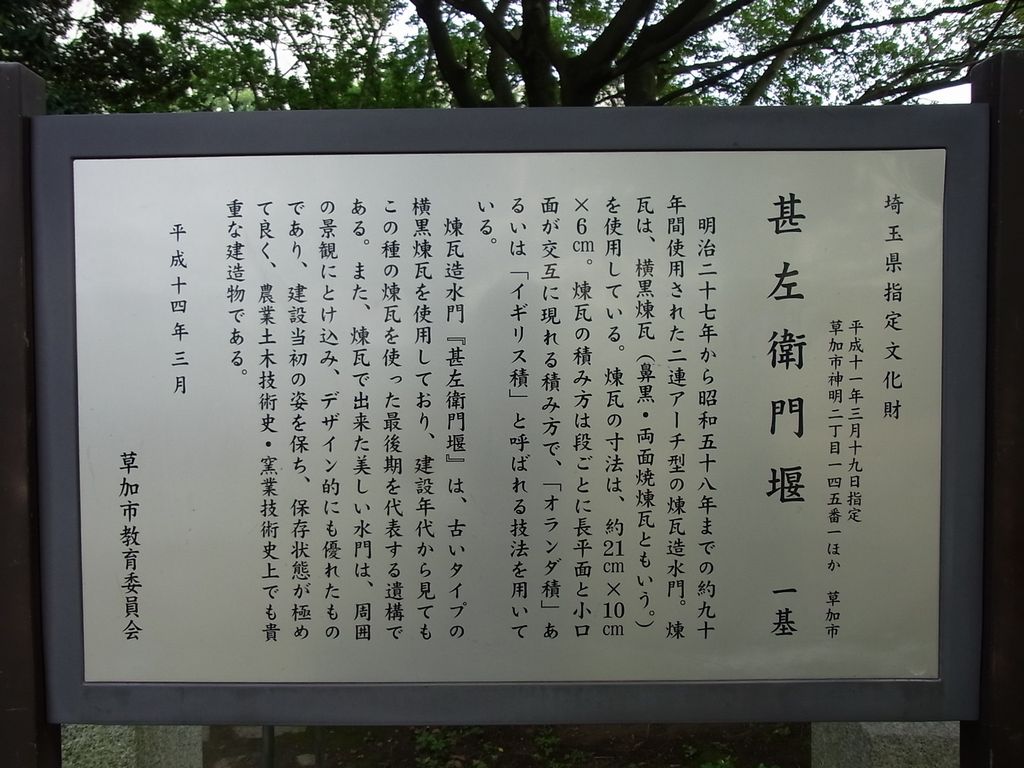 埼玉県指定文化財
平成十一年三月十九日指定
草加市神明二丁目一四五番一ほか　草加市
甚左衛門堰　一基
明治二十七年から昭和五十八年までの約九十
年間使用された二連アーチ型の煉瓦造水門。煉
瓦は、横黒煉瓦（鼻黒・両面焼煉瓦ともいう。）
を使用している。煉瓦の寸法は、約21㎝×10㎝
×6㎝。煉瓦の積み方は段ごとに長平面と小口
面が交互に現れる積み方で、「オランダ積」あ
るいは「イギリス積」と呼ばれる技法を用いて
いる。
煉瓦造水門『甚左衛門堰』は、古いタイプの
横黒煉瓦を使用しており、建設年代から見ても
この種の煉瓦を使った最後期を代表する遺構で
ある。また、煉瓦で出来た美しい水門は、周囲
の景観にとけ込み、デザイン的にも優れたもの
であり、建設当初の姿を保ち、保存状態が極め
て良く、農業土木技術史・窯業技術史上でも貴
重な建造物である。
平成十四年三月
草加市教育委員会